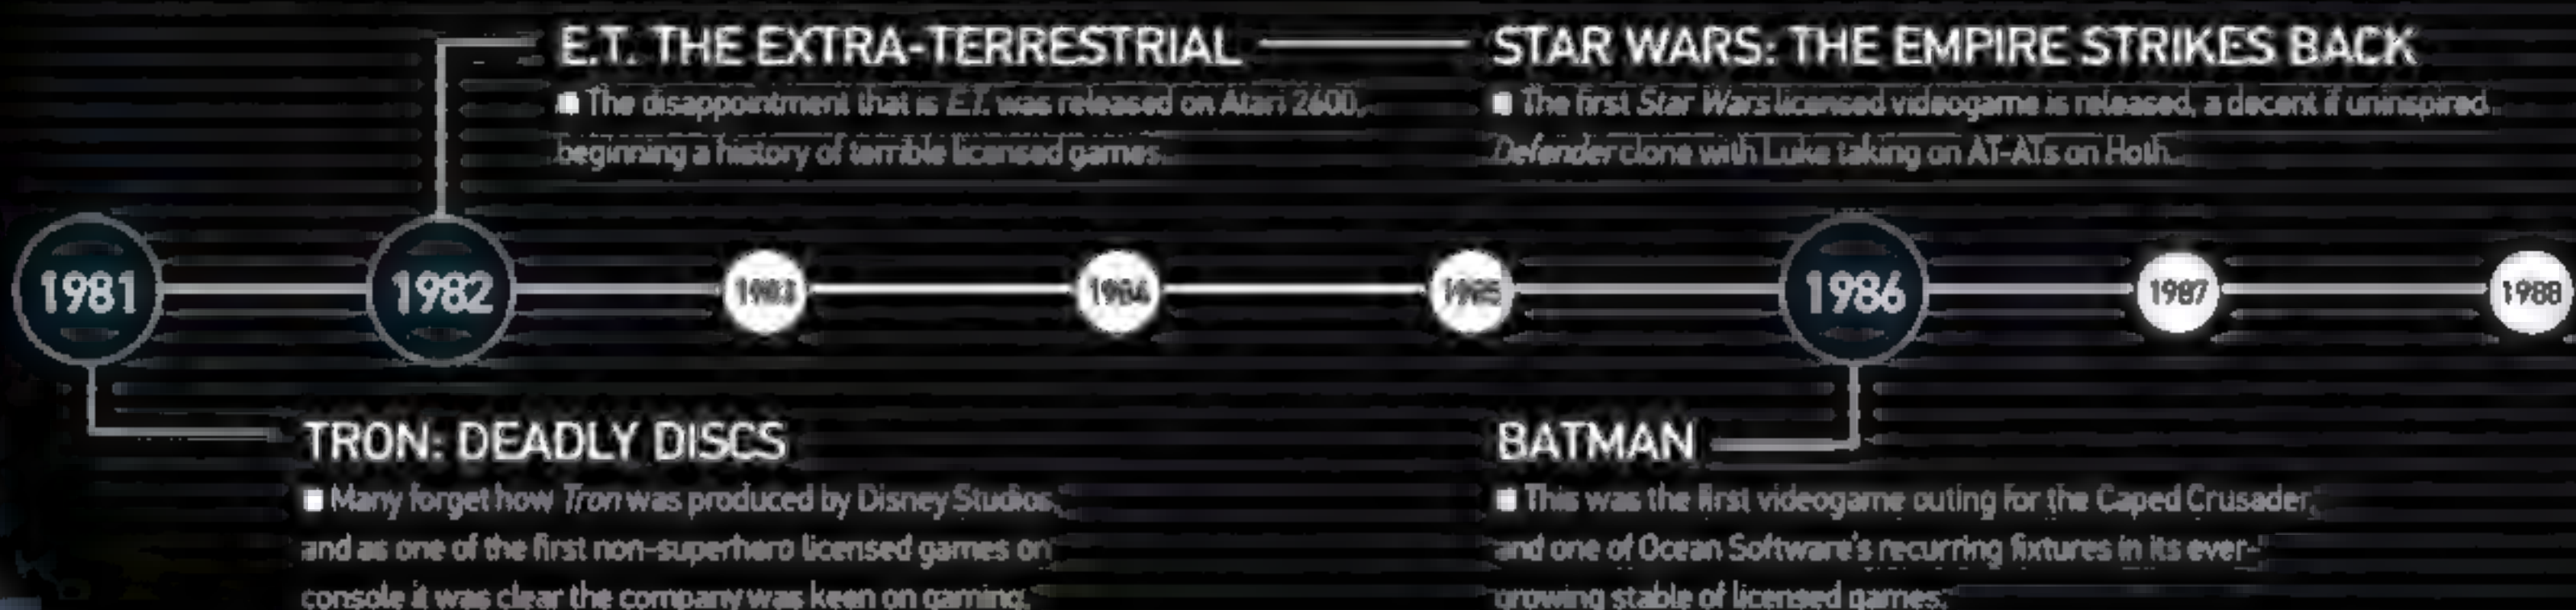 E.T. THE EXTRA-TERRESTRIAL
The disappointment that is E.T. was released on Atari 2600,
beginning a history of terrible licensed games.
STAR WARS: THE EMPIRE STRIKES BACK
The first Star Wars licensed videogame is released, a decent if uninspired
Defender clone with Luke taking on AT-ATs on Hoth.
1981
1982
1983
1984
1985
1986
1987
1988
TRON: DEADLY DISCS
Many forget how Tron was produced by Disney Studios,
and as one of the first non-superhero licensed games on
console it was clear the company was keen on gaming.
BATMAN
This was the first videogame outing for the Caped Crusader,
and one of Ocean Software's recurring fixtures in its ever-
growing stable of licensed games.